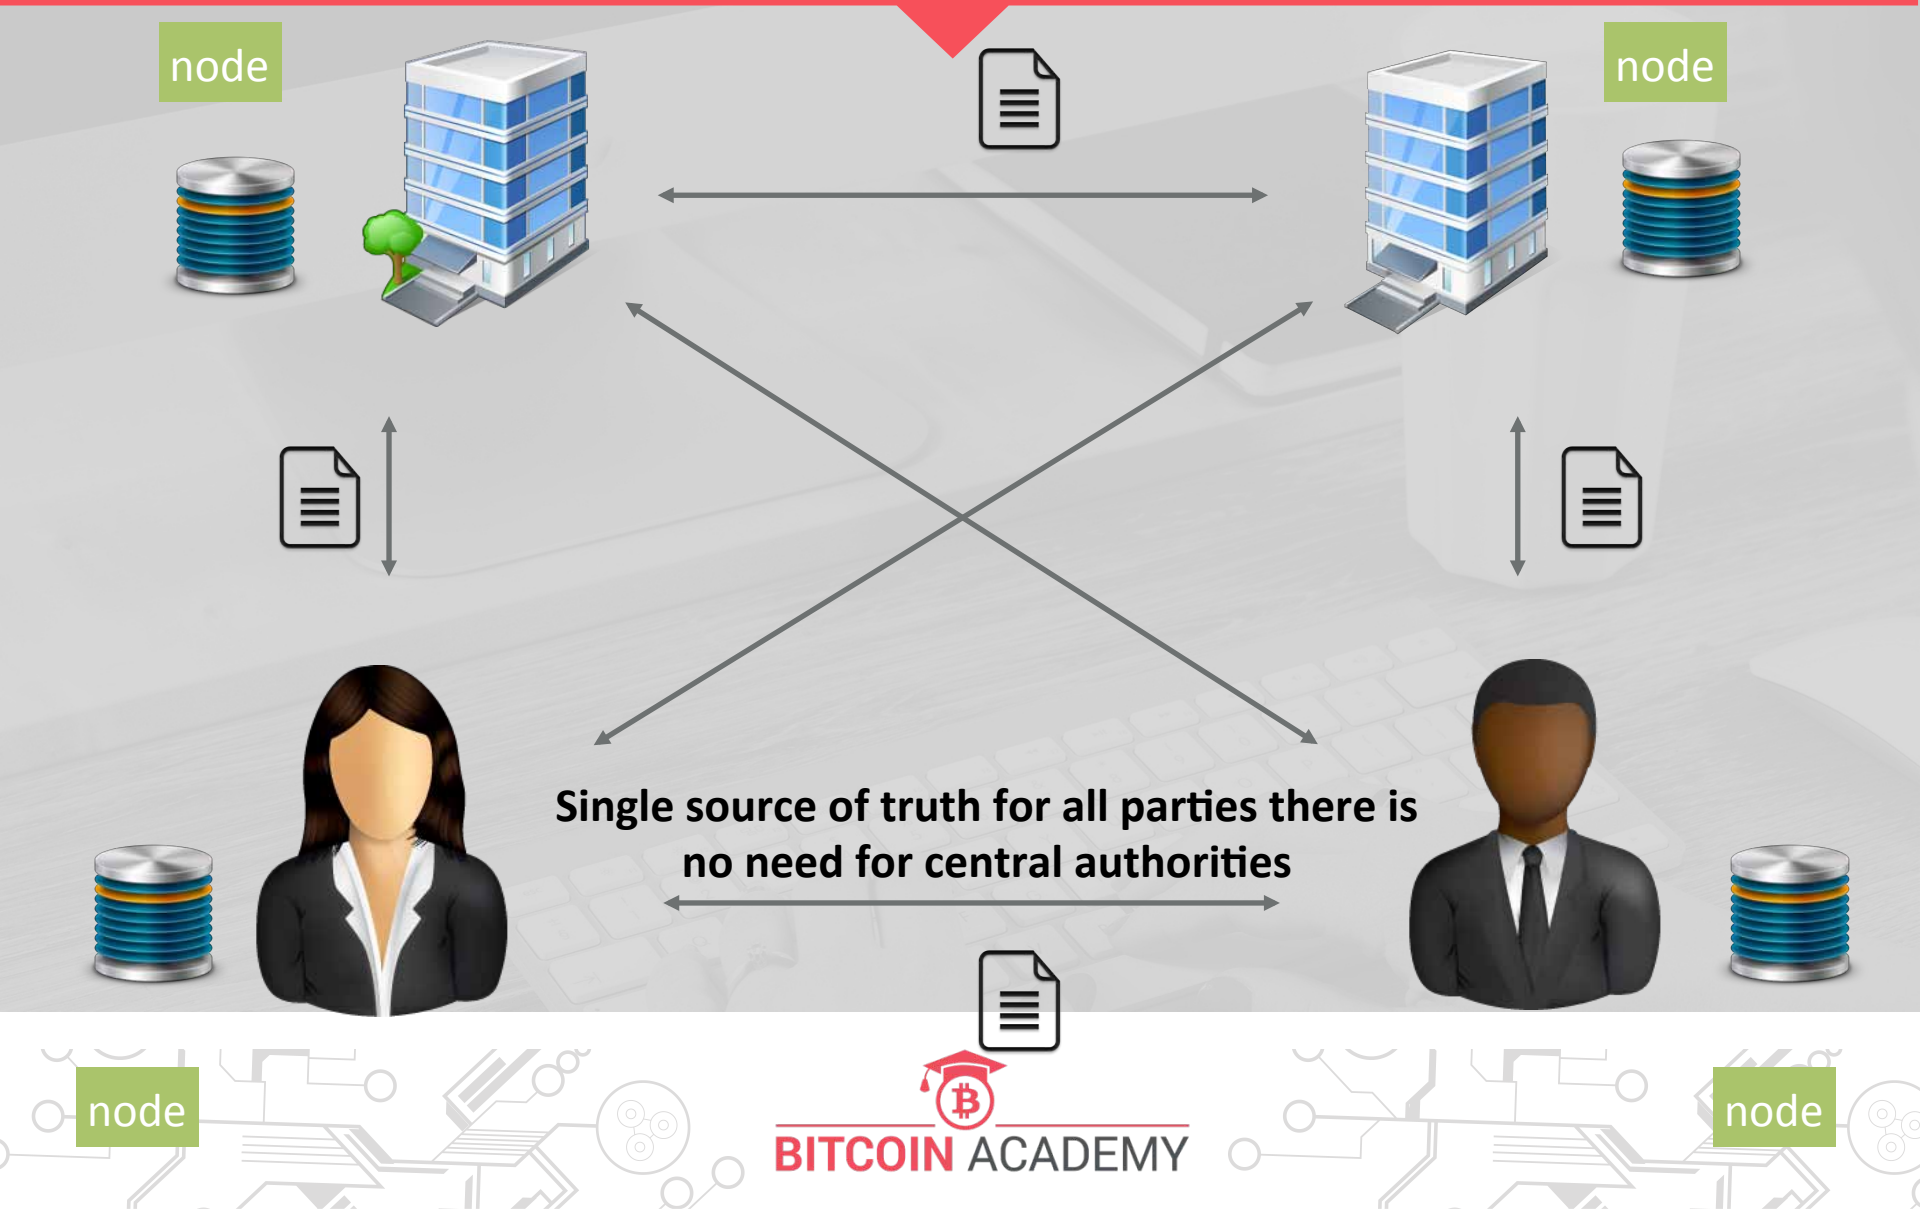 node
node
Single source of truth for all parties there is
no need for central authorities
node
node
BITCOIN ACADEMY